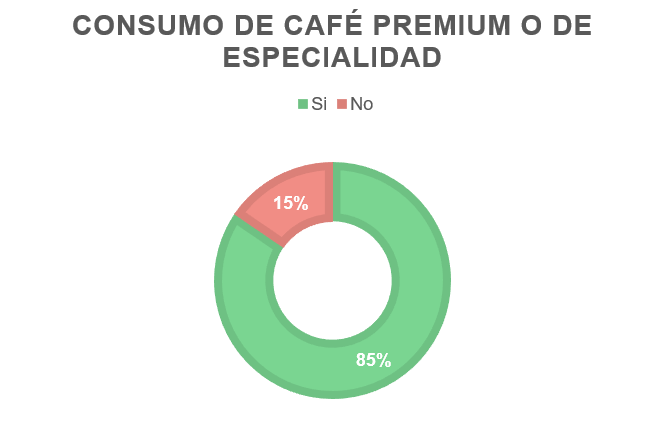 CONSUMO DE CAFÉ PREMIUM O DE
ESPECIALIDAD
Si No
15%
85%